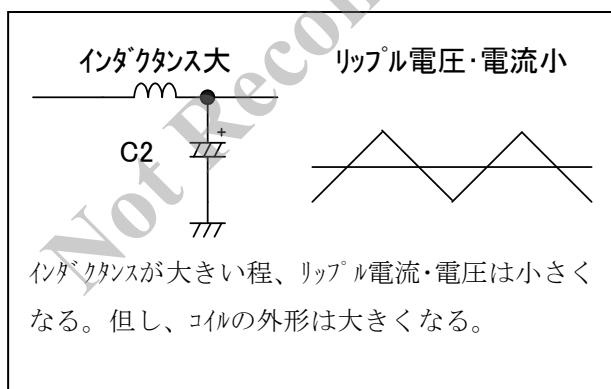 インダクタンス大 リップル電圧・電流小
+
C2
Not Recom
インダクタンスが大きい程、リップル電流・電圧は小さく
なる。但し、コイルの外形は大きくなる。